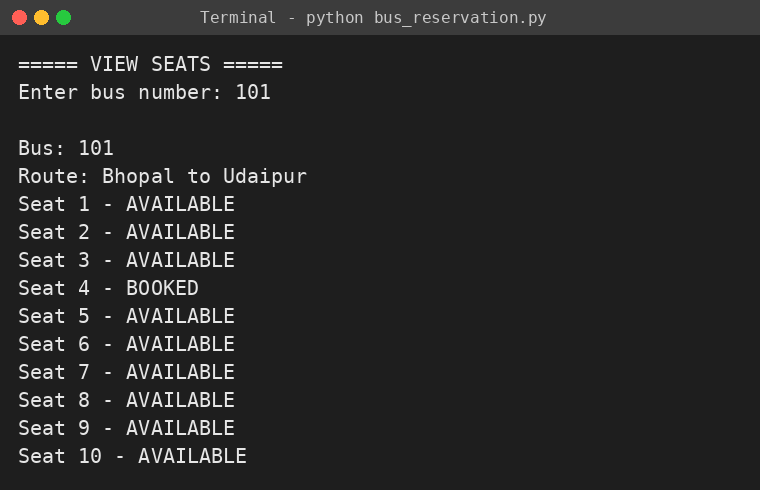 Terminal - python bus_reservation.py
===== VIEW SEATS =====
Enter bus number: 101
Bus: 101
Route: Bhopal to Udaipur
Seat 1 - AVAILABLE
Seat 2 - AVAILABLE
Seat 3 - AVAILABLE
Seat 4 - BOOKED
Seat 5 - AVAILABLE
Seat 6 - AVAILABLE
Seat 7 - AVAILABLE
Seat 8 - AVAILABLE
Seat 9 - AVAILABLE
Seat 10 - AVAILABLE